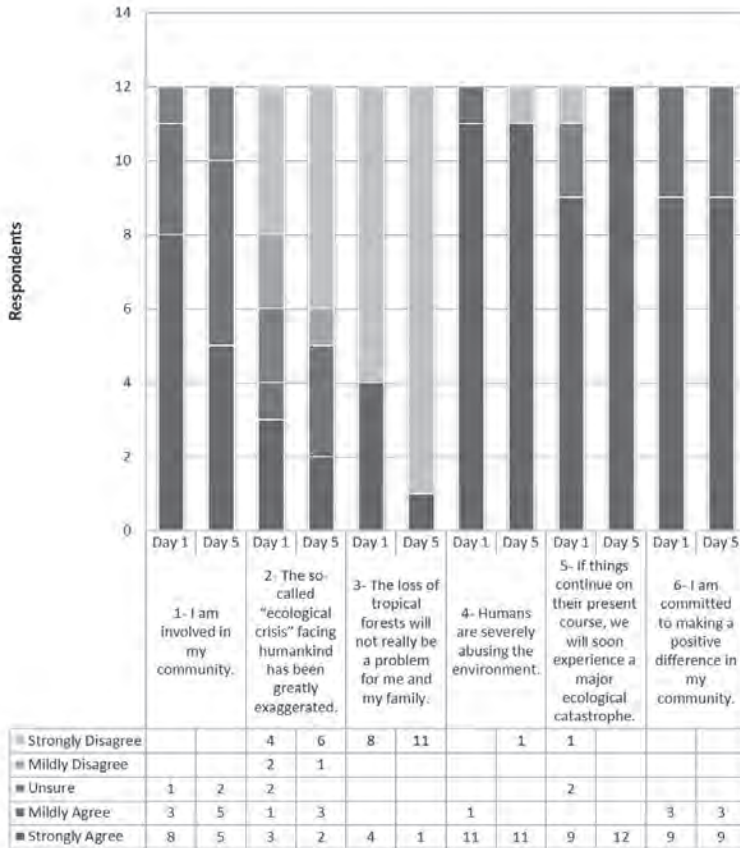 14
12
10
8
6
4
2
0
Respondents
Day 1 Day 5 Day 1 Day 5 Day 1 Day 5 Day 1 Day 5 Day 1 Day 5 Day 1 Day 5
1- I am
involved in
my
community.
2- The so-
called
"ecological
crisis" facing
humankind
has been
greatly
exaggerated.
3- The loss of
tropical
forests will
not really be
a problem
for me and
my family.
4- Humans
are severely
abusing the
environment.
5- If things
continue on
their present
course, we
will soon
experience a
major
ecological
catastrophe.
6- I am
committed
to making a
positive
difference in
my
community.
Strongly Disagree 4 6 8 11 1 1
Mildly Disagree 2 1
Unsure 1 2 2 2
Mildly Agree 3 5 1 3 1 3 3
Strongly Agree 8 5 3 2 4 1 11 11 9 12 9 9